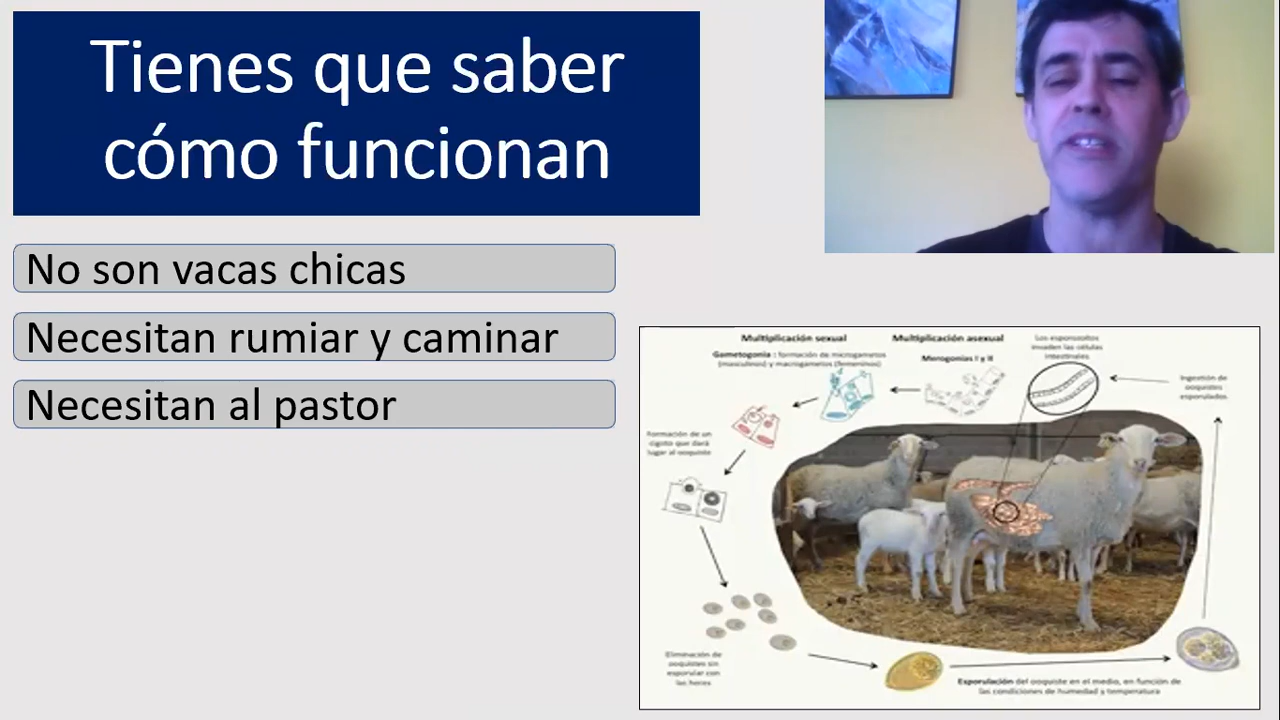 Tienes que saber
cómo funcionan
No son vacas chicas
Necesitan rumiar y caminar
Necesitan al pastor
Multiplicación sexual
Gametogonia : formación de microgametos
(masculinos) y macrogametos (femeninos)
Multiplicación asexual
Merogonias I y II
Los esporozoitos
invaden las células
intestinales
Ingestión de
ooquistes
esporulados
Formación de un
cigoto que dará
lugar al ooquiste
Eliminación de
ooquistes sin
esporular con
las heces
Esporulación del ooquiste en el medio, en función de
las condiciones de humedad y temperatura